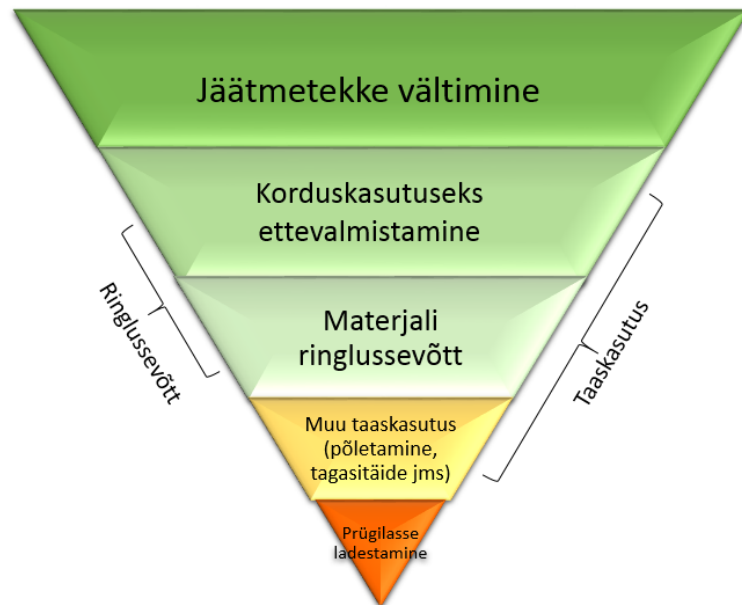 Jäätmetekke vältimine
Korduskasutuseks
ettevalmistamine
Ringlussevõtt
Materjali
ringlussevõtt
Taaskasutus
Muu taaskasutus
(põletamine,
tagasitäide jms)
Prügilasse
ladestamine